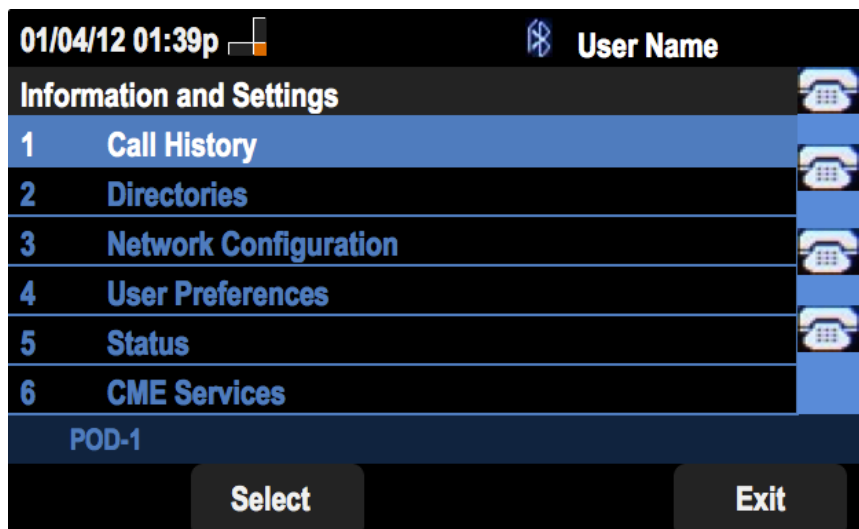 01/04/12 01:39p User Name
Information and Settings
1 Call History
2 Directories
3 Network Configuration
4 User Preferences
5 Status
6 CME Services
POD-1
Select Exit